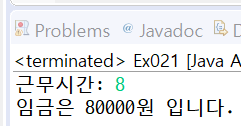 Problems @ Javadoc
<terminated> Ex021 [Java A
근무시간: 8
임금은 80000원 입니다.